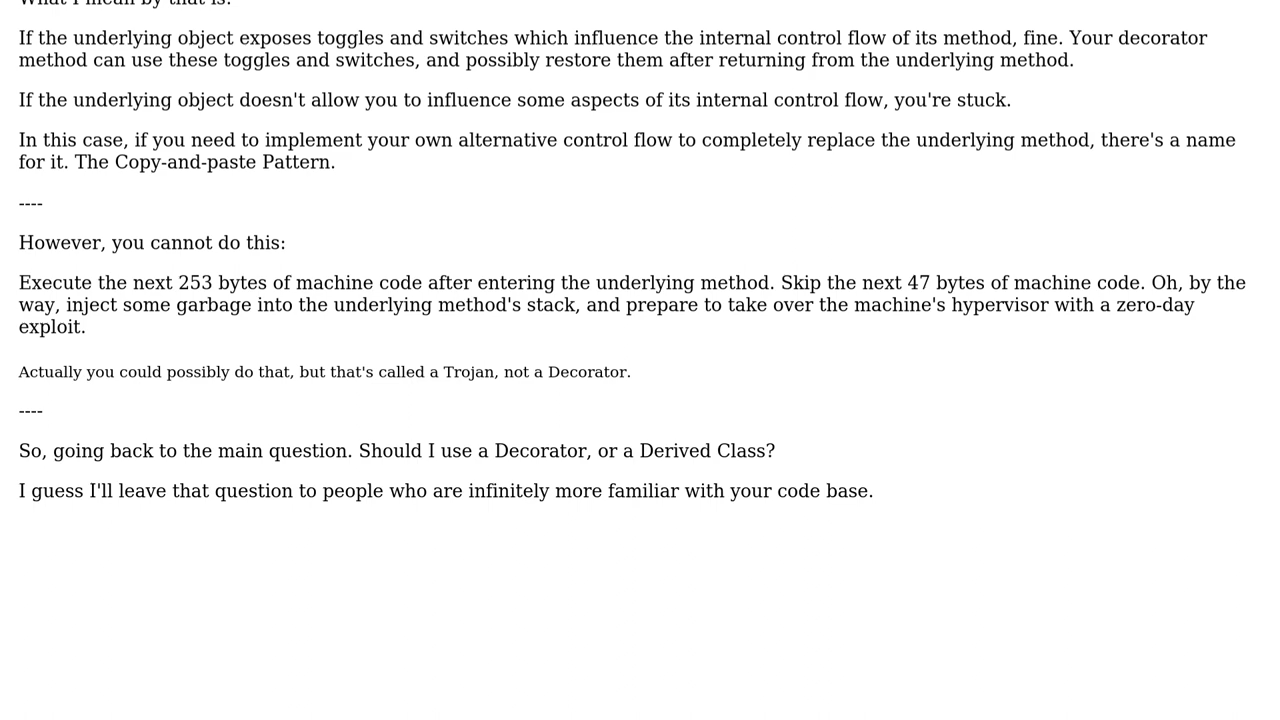 What I mean by that is:
If the underlying object exposes toggles and switches which influence the internal control flow of its method, fine. Your decorator
method can use these toggles and switches, and possibly restore them after returning from the underlying method.
If the underlying object doesn't allow you to influence some aspects of its internal control flow, you're stuck.
In this case, if you need to implement your own alternative control flow to completely replace the underlying method, there's a name
for it. The Copy-and-paste Pattern.
----
However, you cannot do this:
Execute the next 253 bytes of machine code after entering the underlying method. Skip the next 47 bytes of machine code. Oh, by the
way, inject some garbage into the underlying method's stack, and prepare to take over the machine's hypervisor with a zero-day
exploit.
Actually you could possibly do that, but that's called a Trojan, not a Decorator.
----
So, going back to the main question. Should I use a Decorator, or a Derived Class?
I guess I'll leave that question to people who are infinitely more familiar with your code base.